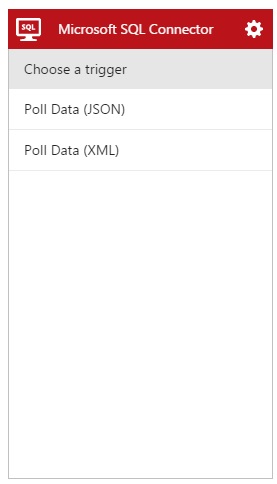 SQL
Microsoft SQL Connector
Choose a trigger
Poll Data (JSON)
Poll Data (XML)